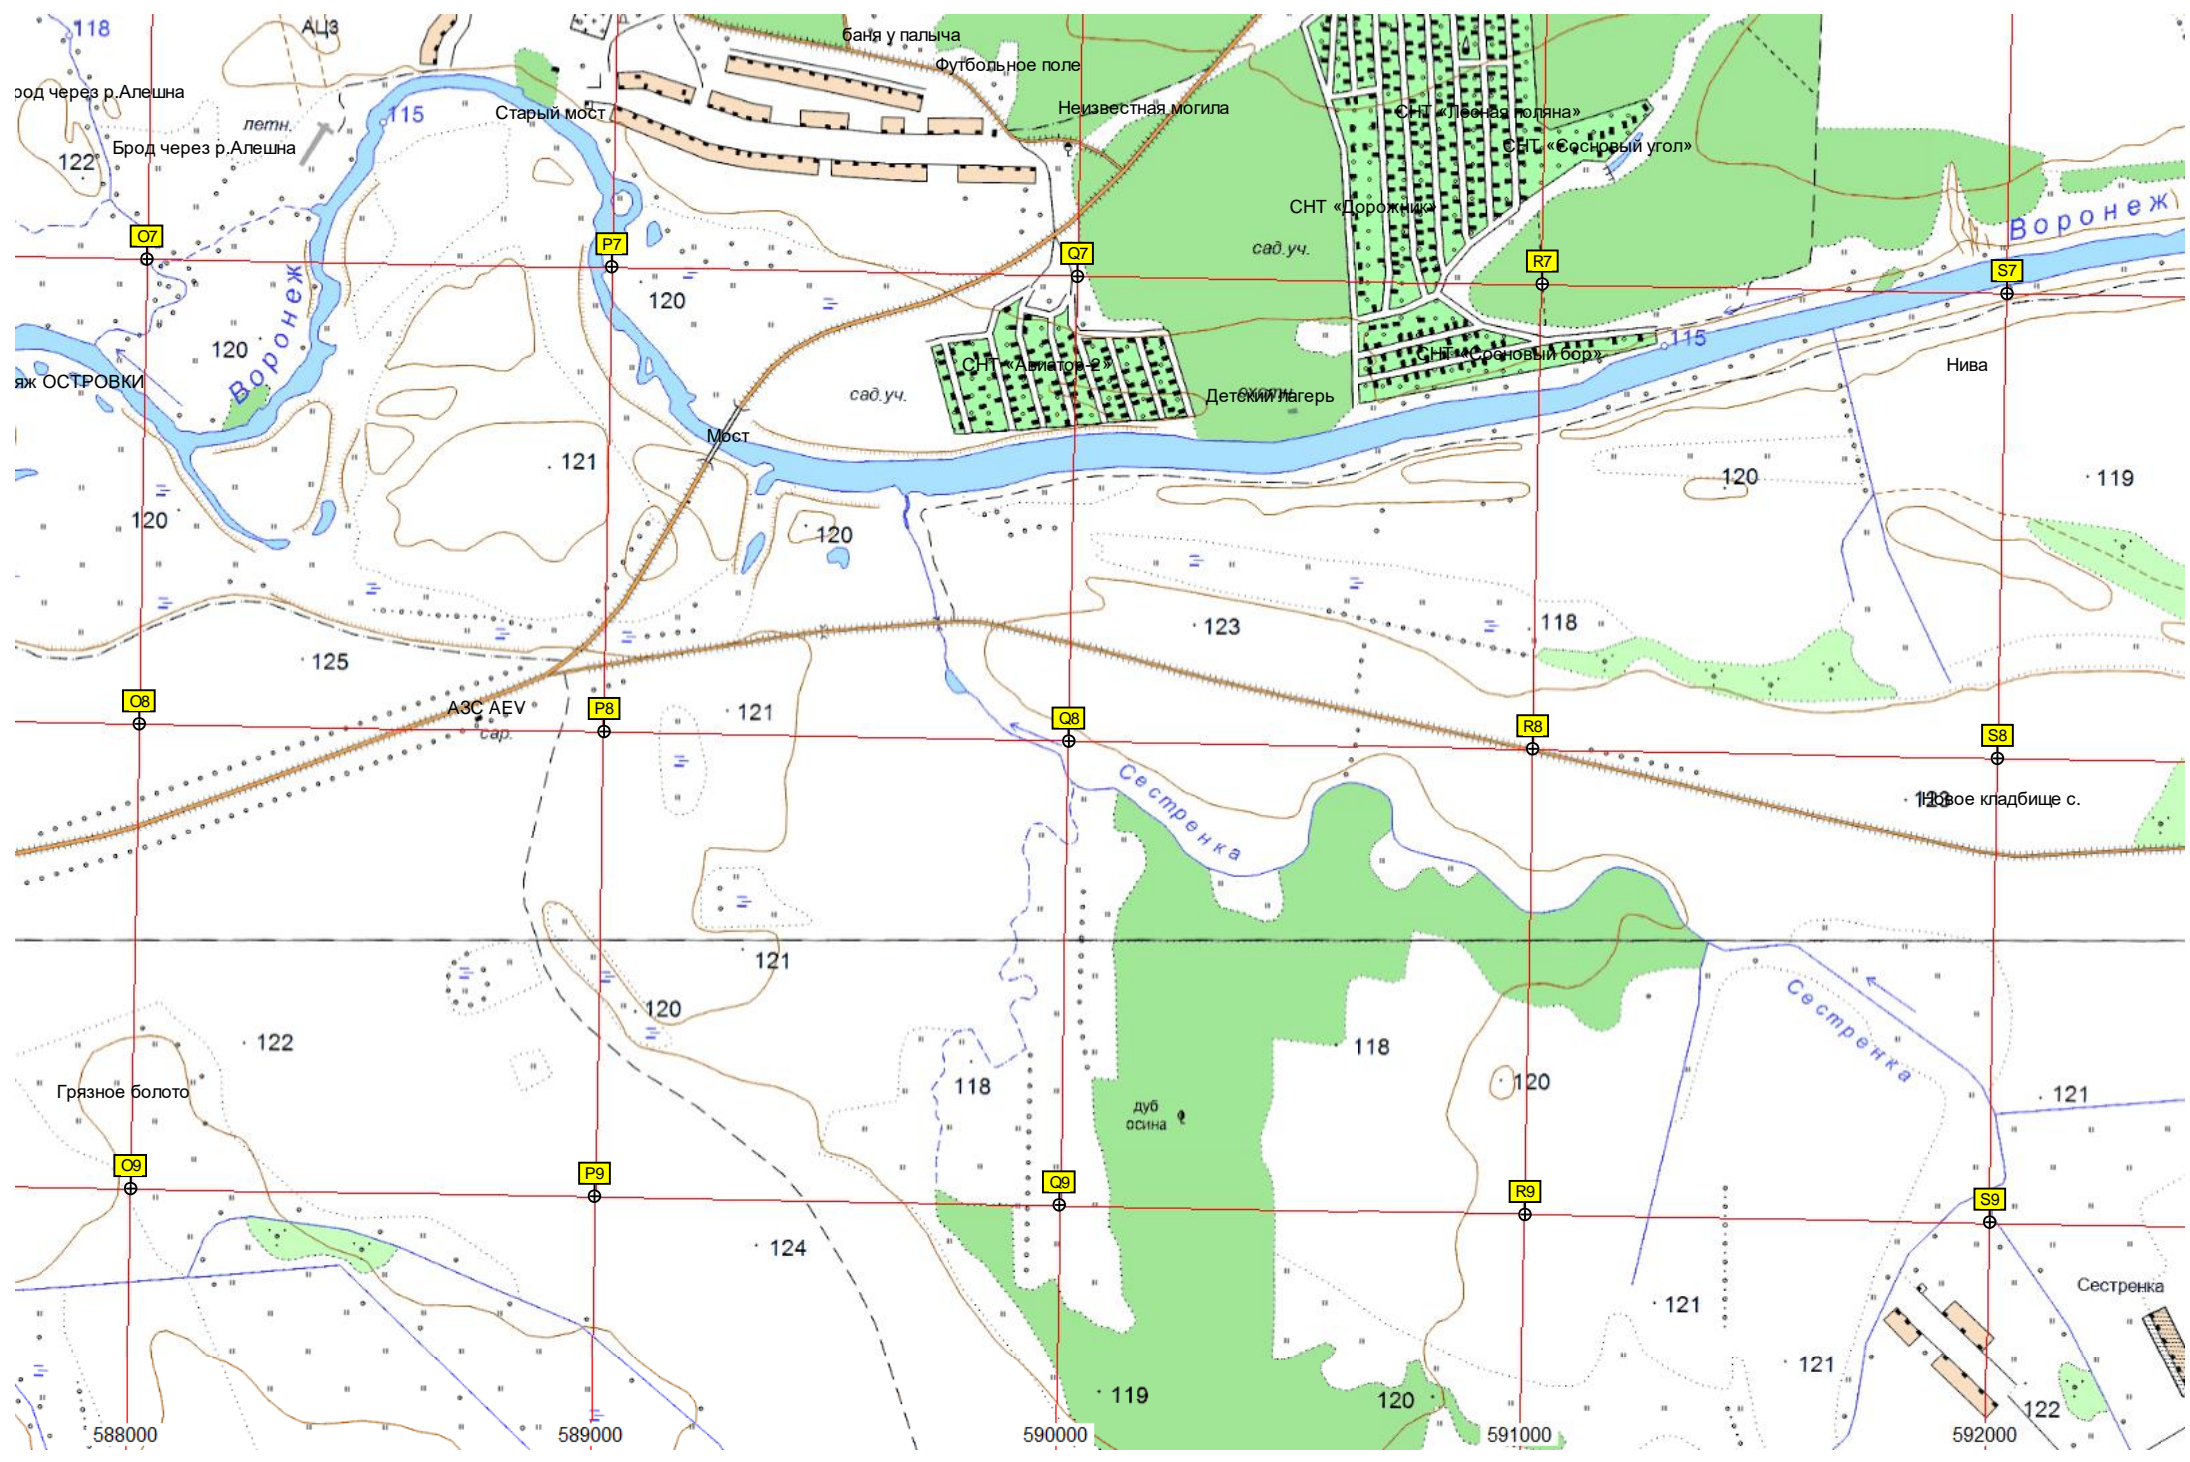 118
АЦЗ
баня у палыча
Футбольное поле
род через р.Алешна
115
Старый мост
Неизвестная могила
СНТ «Лесная поляна»
летн.
Брод через р.Алешна
СНТ «Сосновый угол»
122
СНТ «Дорожник»
Воронеж
O7
P7
Q7
сад.уч.
R7
S7
120
Воронеж
120
115
СНТ «Авиатор-2»
СНТ «Сосновый бор»
Нива
яж ОСТРОВКИ
сад.уч.
Детский лагерь
Мост
121
120
119
120
120
123
118
125
O8
АЗС AEV
P8
121
Q8
R8
S8
сар.
Сестренка
Новое кладбище с.
121
120
Сестренка
122
118
118
120
121
Грязное болото
дуб
осина
O9
P9
Q9
R9
S9
124
Сестренка
121
121
119
120
122
588000
589000
590000
591000
592000